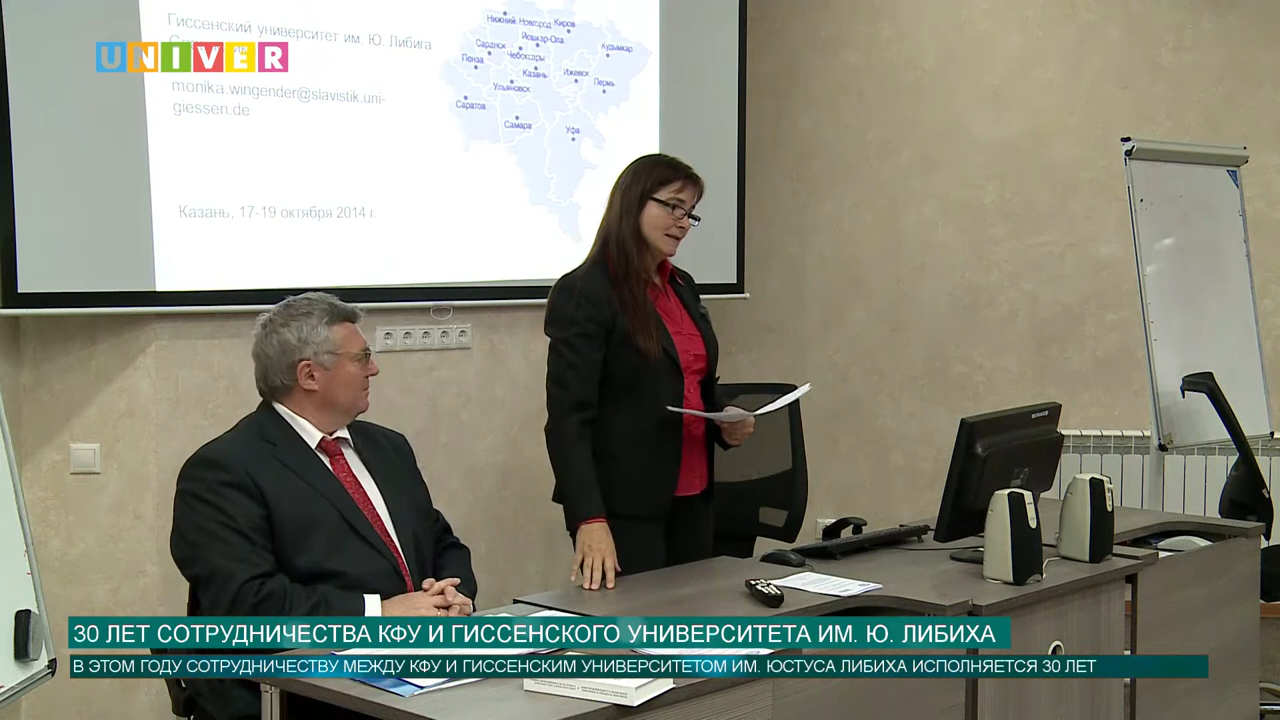 Гиссенский университет им. Ю. Либига
UNIVER
monika.wingender@slavistik.uni-
giessen.de
Казань, 17-19 октября 2014 г.
Нижний Новгород Киров
Йошкар-Ола
Саранск
Кудымкар
Чебоксары
Пенза
Казань
Ижевск
Пермь
Ульяновск
Саратов
Самара
Уфа
30 ЛЕТ СОТРУДНИЧЕСТВА КФУ И ГИССЕНСКОГО УНИВЕРСИТЕТА ИМ. Ю. ЛИБИХА
В ЭТОМ ГОДУ СОТРУДНИЧЕСТВУ МЕЖДУ КФУ И ГИССЕНСКИМ УНИВЕРСИТЕТОМ ИМ. ЮСТУСА ЛИБИХА ИСПОЛНЯЕТСЯ 30 ЛЕТ